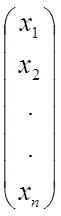 x₁
x₂
.
.
xₙ